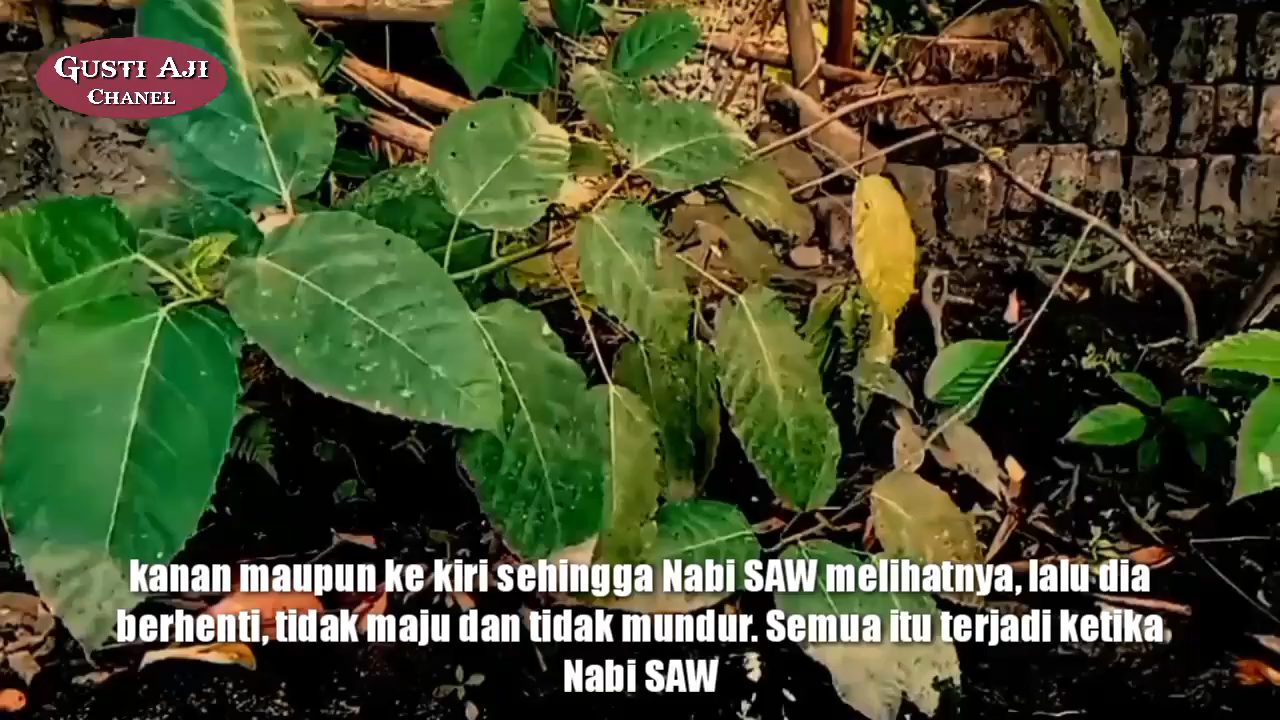 GUSTI AJI
CHANEL
kanan maupun ke kiri sehingga Nabi SAW melihatnya, lalu dia
berhenti, tidak maju dan tidak mundur. Semua itu terjadi ketika
Nabi SAW